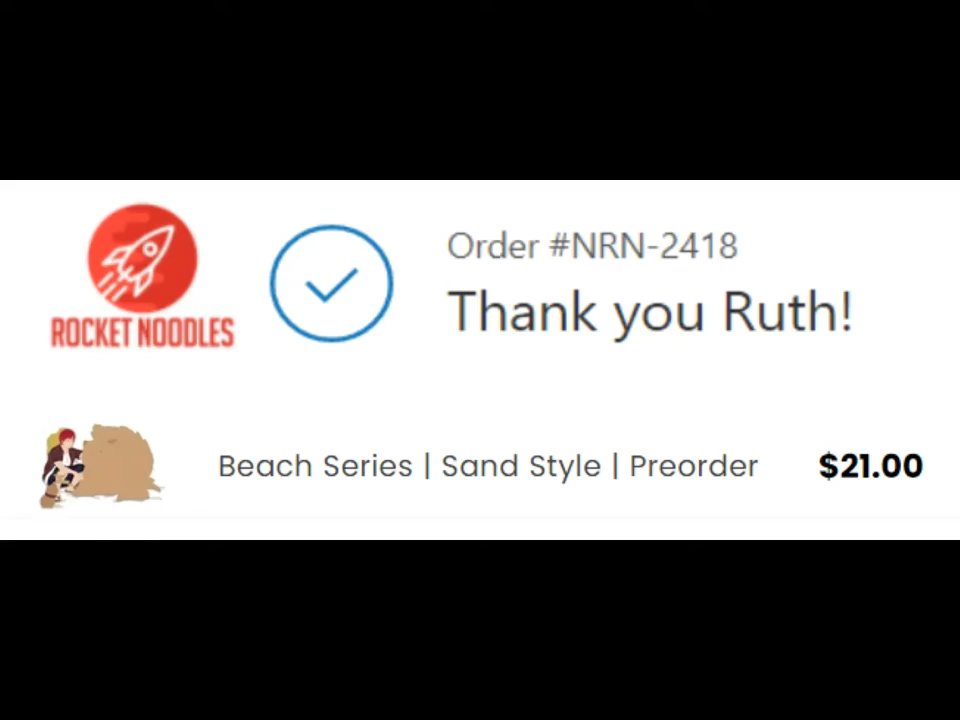 ROCKET NOODLES
Order #NRN-2418
Thank you Ruth!
Beach Series | Sand Style | Preorder $21.00